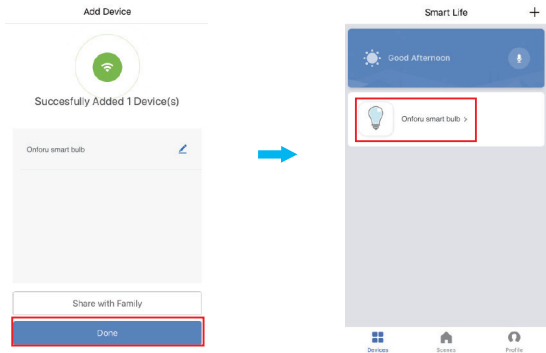 Add Device
Succesfully Added 1 Device(s)
Onforu smart bulb
Share with Family
Done
Smart Life +
Good Afternoon
Onforu smart bulb >
Devices
Scenes
Profile